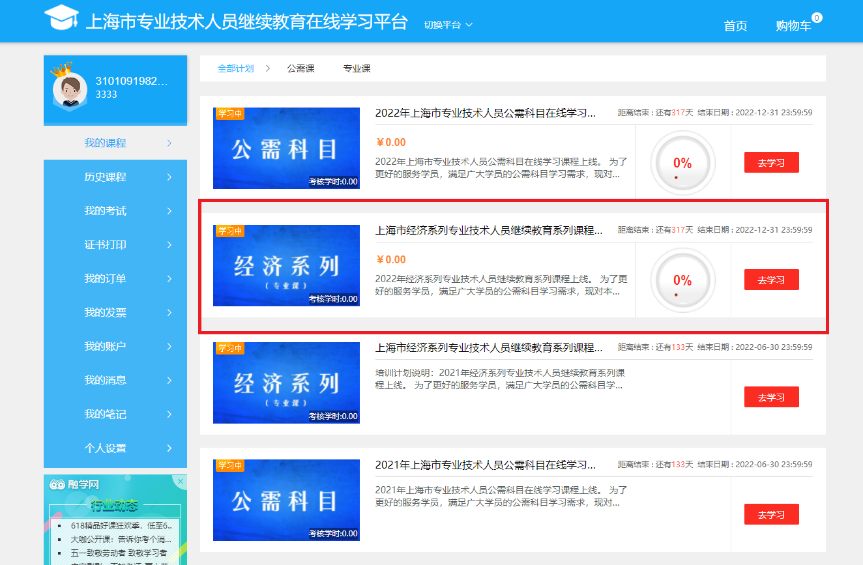 上海市专业技术人员继续教育在线学习平台 切换平台
首页 购物车 0
3101091982...
3333
我的课程
历史课程
我的考试
证书打印
我的订单
我的发票
我的账户
我的消息
我的笔记
个人设置
融学网
行业动态
618精品好课狂欢季、低至6...
大咖公开课：告诉你考个消...
五一致敬劳动者 致敬学习者
全部计划 > 公需课 专业课
学习中
公需科目
考核学时:0.00
2022年上海市专业技术人员公需科目在线学习...
距离结束 : 还有317天 结束日期 : 2022-12-31 23:59:59
￥0.00
2022年上海市专业技术人员公需科目在线学习课程上线。 为了
更好的服务学员，满足广大学员的公需科目学习需求，现对...
0%
去学习
学习中
经济系列
(专业课)
考核学时:0.00
上海市经济系列专业技术人员继续教育系列课程...
距离结束 : 还有317天 结束日期 : 2022-12-31 23:59:59
￥0.00
2022年经济系列专业技术人员继续教育系列课程上线。 为了更
好的服务学员，满足广大学员的公需科目学习需求，现对本...
0%
去学习
学习中
经济系列
(专业课)
考核学时:0.00
上海市经济系列专业技术人员继续教育系列课程...
距离结束 : 还有133天 结束日期 : 2022-06-30 23:59:59
培训计划说明：2021年经济系列专业技术人员继续教育系列课
程上线。 为了更好的服务学员，满足广大学员的公需科目学...
去学习
学习中
公需科目
考核学时:0.00
2021年上海市专业技术人员公需科目在线学习...
距离结束 : 还有133天 结束日期 : 2022-06-30 23:59:59
2021年上海市专业技术人员公需科目在线学习课程上线。 为了
更好的服务学员，满足广大学员的公需科目学习需求，现对...
去学习